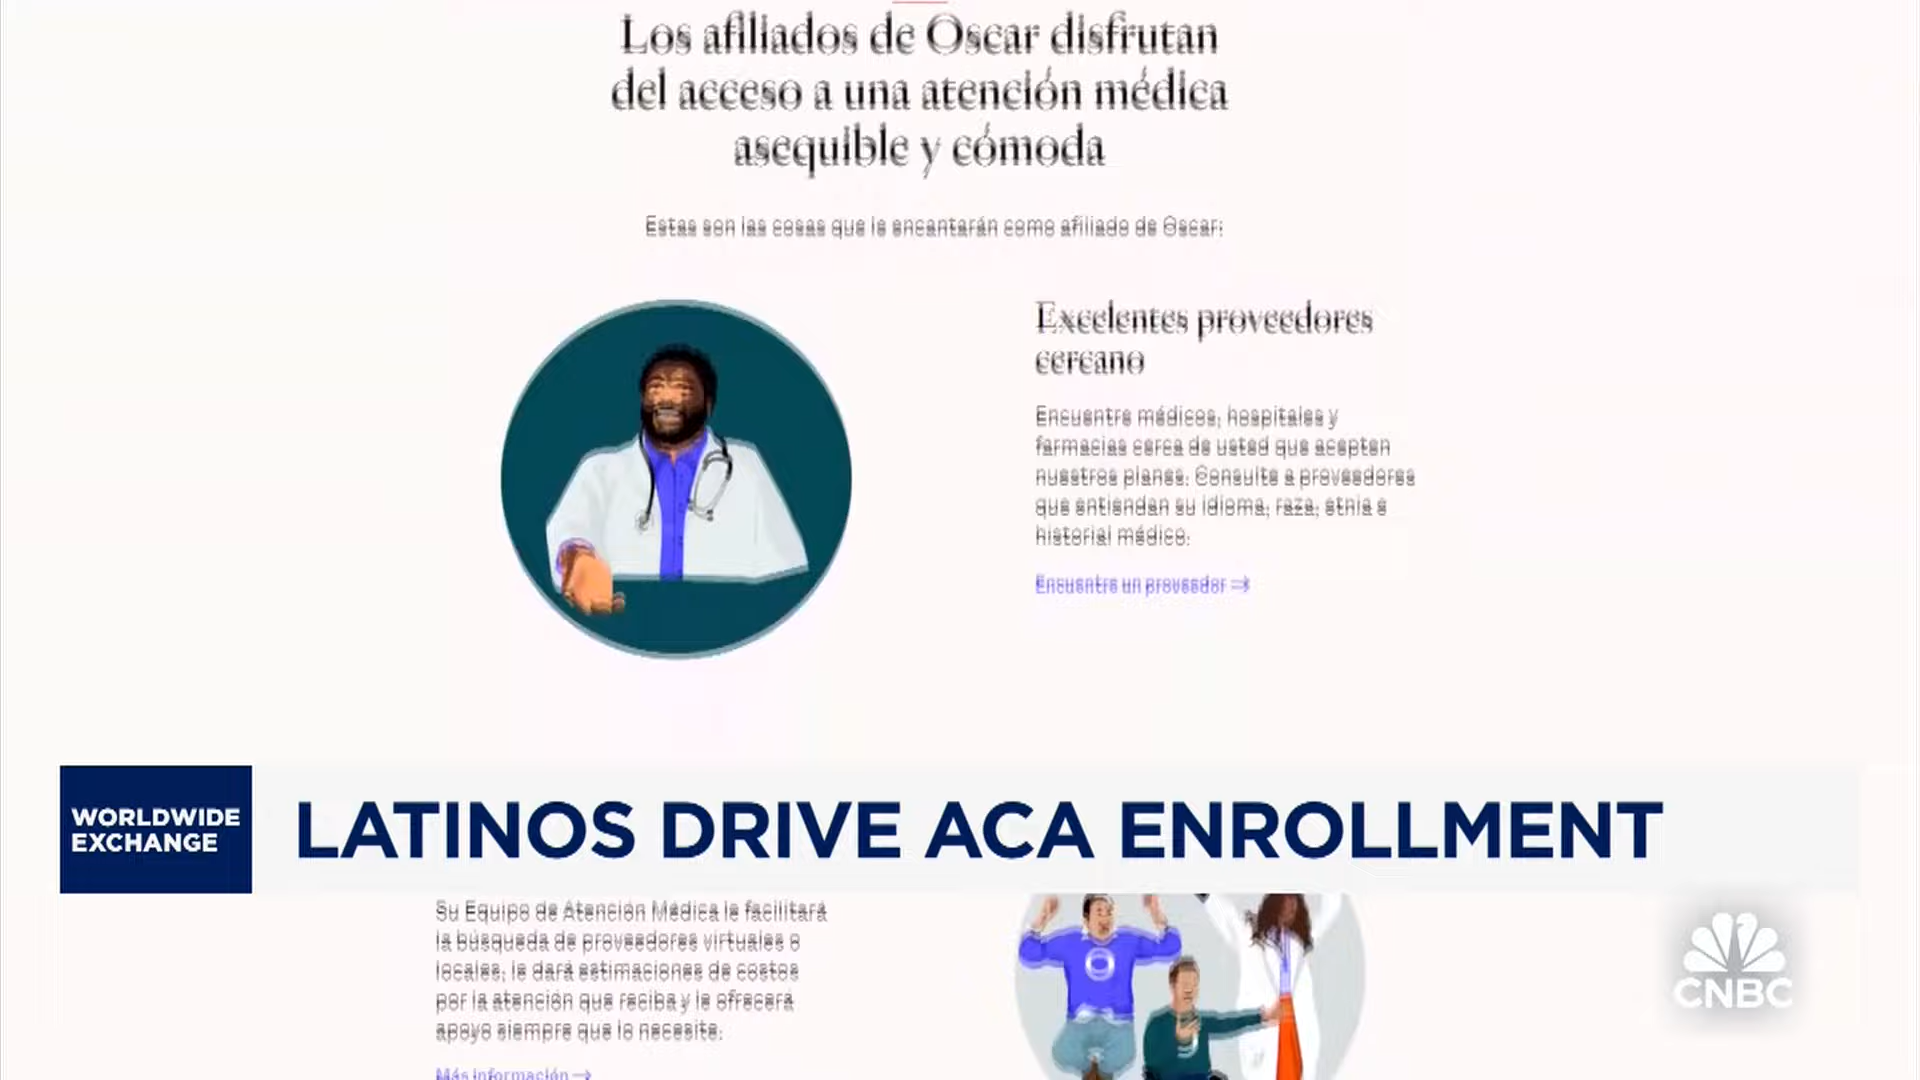 Los afiliados de Oscar disfrutan
del acceso a una atención médica
asequible y cómoda
Estas son las cosas que le encantarán como afiliado de Oscar:
Excelentes proveedores
cercano
Encuentre médicos, hospitales y
farmacias cerca de usted que acepten
nuestros planes. Consulte a proveedores
que entiendan su idioma, raza, etnia e
historial médico.
Encuentre un proveedor →
WORLDWIDE
EXCHANGE
LATINOS DRIVE ACA ENROLLMENT
Su Equipo de Atención Médica le facilitará
la búsqueda de proveedores virtuales o
locales, le dará estimaciones de costos
por la atención que reciba y le ofrecerá
apoyo siempre que lo necesite.
Más información →
CNBC